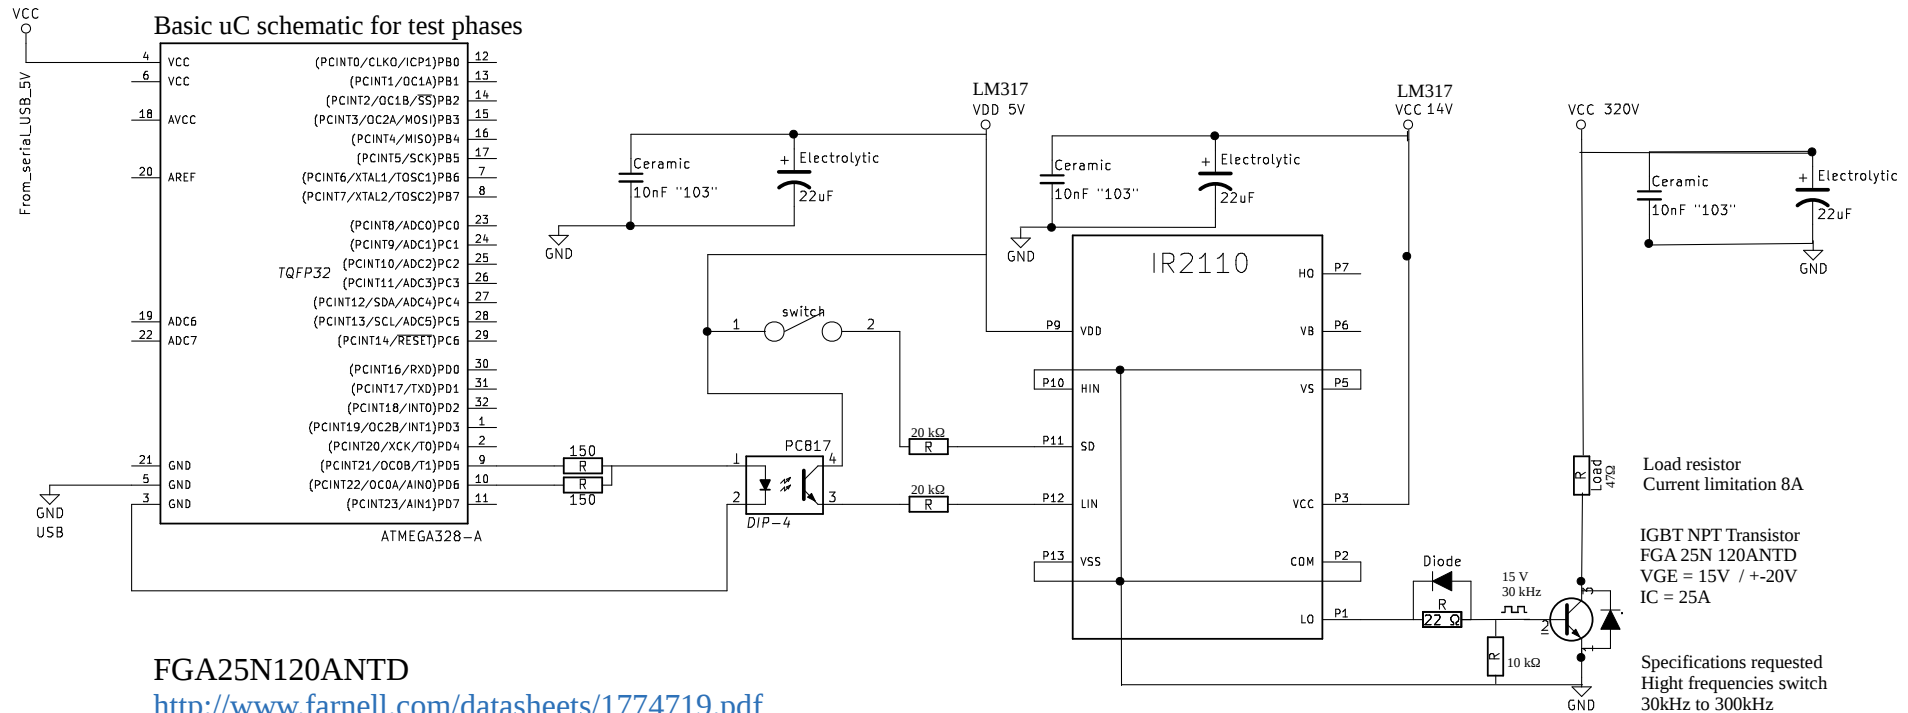 VCC
Basic uC schematic for test phases
From_serial_USB_5V
4 VCC (PCINT0/CLKO/ICP1)PB0 12
6 VCC (PCINT1/OC1A)PB1 13
(PCINT2/OC1B/SS)PB2 14
18 AVCC (PCINT3/OC2A/MOSI)PB3 15
(PCINT4/MISO)PB4 16
(PCINT5/SCK)PB5 17
20 AREF (PCINT6/XTAL1/TOSC1)PB6 7
(PCINT7/XTAL2/TOSC2)PB7 8
(PCINT8/ADC0)PC0 23
(PCINT9/ADC1)PC1 24
(PCINT10/ADC2)PC2 25
TQFP32
(PCINT11/ADC3)PC3 26
(PCINT12/SDA/ADC4)PC4 27
19 ADC6 (PCINT13/SCL/ADC5)PC5 28
22 ADC7 (PCINT14/RESET)PC6 29
(PCINT16/RXD)PD0 30
(PCINT17/TXD)PD1 31
(PCINT18/INT0)PD2 32
(PCINT19/OC2B/INT1)PD3 1
(PCINT20/XCK/T0)PD4 2
21 GND (PCINT21/OC0B/T1)PD5 9
5 GND (PCINT22/OC0A/AIN0)PD6 10
3 GND (PCINT23/AIN1)PD7 11
ATMEGA328-A
GND
USB
150
R
R
150
LM317
VDD 5V
Ceramic
10nF "103"
+ Electrolytic
22uF
GND
switch
1 2
PC817
1 4
2 3
DIP-4
20 kΩ
R
20 kΩ
R
LM317
VCC 14V
Ceramic
10nF "103"
+ Electrolytic
22uF
GND
IR2110
HO P7
P9 VDD VB P6
P10 HIN VS P5
P11 SD
P12 LIN VCC P3
P13 VSS COM P2
LO P1
VCC 320V
Ceramic
10nF "103"
+ Electrolytic
22uF
GND
R
Load
47Ω
Load resistor
Current limitation 8A
IGBT NPT Transistor
FGA 25N 120ANTD
VGE = 15V / +-20V
IC = 25A
Diode
R
22 Ω
15 V
30 kHz
R
10 kΩ
3
2
1
GND
Specifications requested
Hight frequencies switch
30kHz to 300kHz
FGA25N120ANTD
http://www.farnell.com/datasheets/1774719.pdf